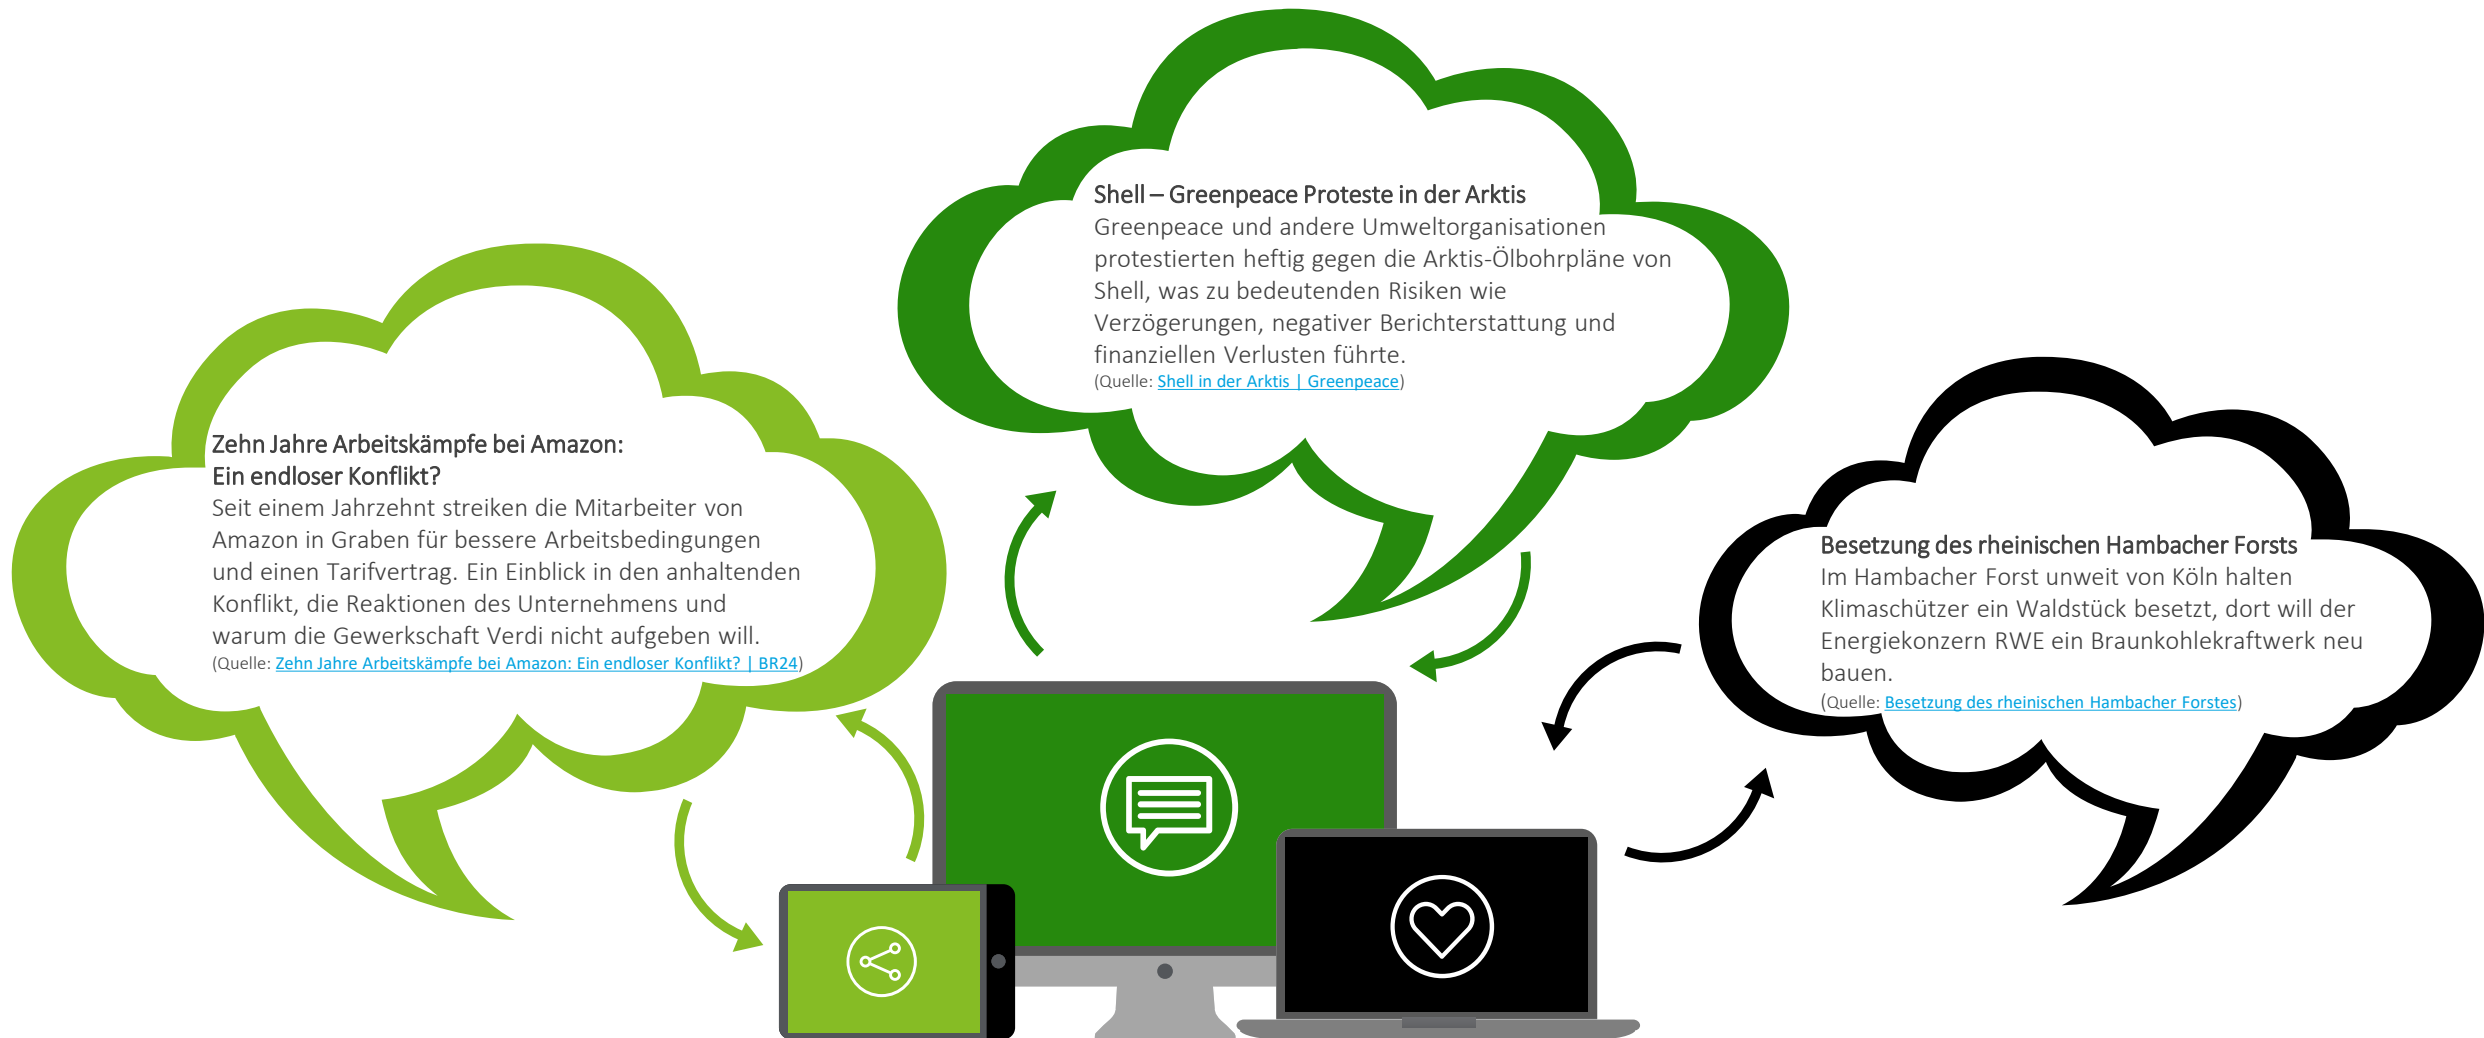 Zehn Jahre Arbeitskämpfe bei Amazon:
Ein endloser Konflikt?
Seit einem Jahrzehnt streiken die Mitarbeiter von
Amazon in Graben für bessere Arbeitsbedingungen
und einen Tarifvertrag. Ein Einblick in den anhaltenden
Konflikt, die Reaktionen des Unternehmens und
warum die Gewerkschaft Verdi nicht aufgeben will.
(Quelle: Zehn Jahre Arbeitskämpfe bei Amazon: Ein endloser Konflikt? | BR24)
Shell – Greenpeace Proteste in der Arktis
Greenpeace und andere Umweltorganisationen
protestierten heftig gegen die Arktis-Ölbohrpläne von
Shell, was zu bedeutenden Risiken wie
Verzögerungen, negativer Berichterstattung und
finanziellen Verlusten führte.
(Quelle: Shell in der Arktis | Greenpeace)
Besetzung des rheinischen Hambacher Forsts
Im Hambacher Forst unweit von Köln halten
Klimaschützer ein Waldstück besetzt, dort will der
Energiekonzern RWE ein Braunkohlekraftwerk neu
bauen.
(Quelle: Besetzung des rheinischen Hambacher Forstes)